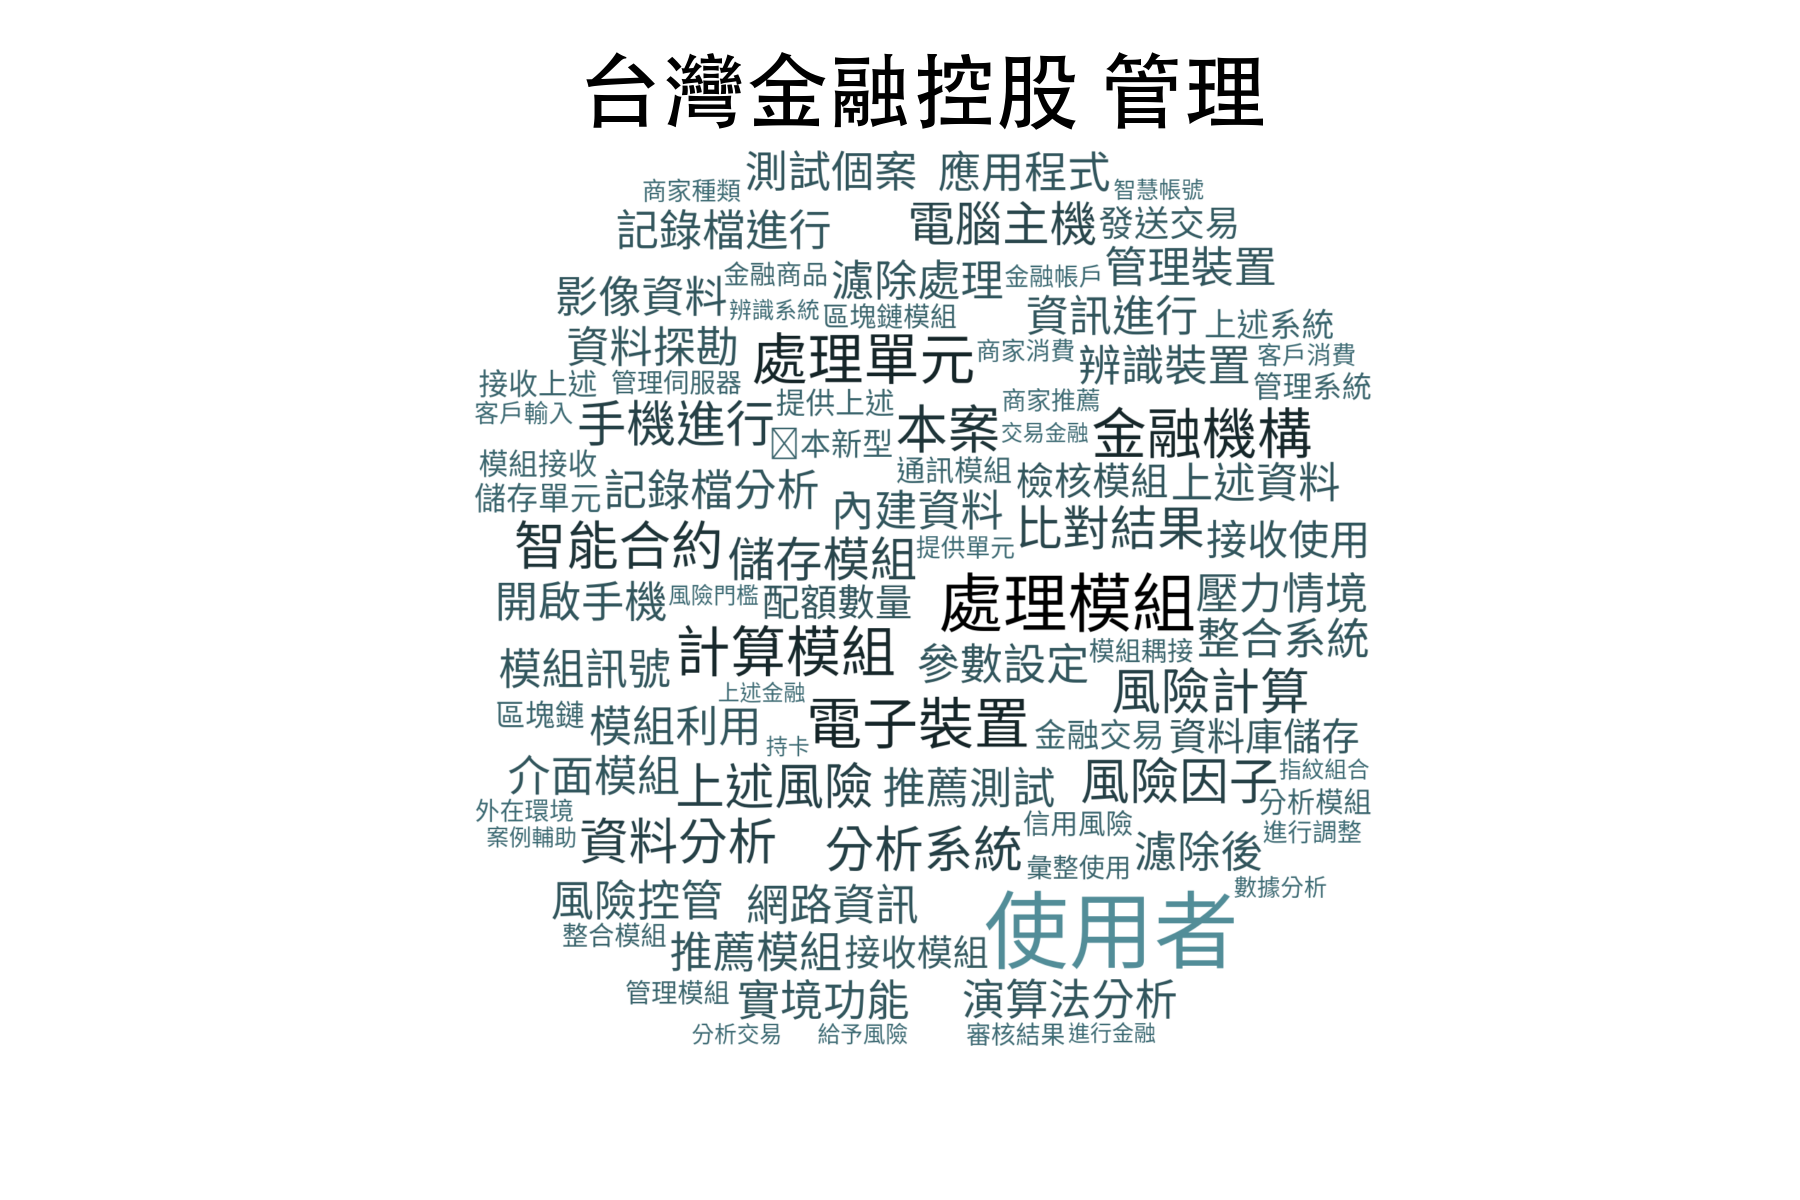 台灣金融控股 管理
測試個案 應用程式
商家種類 智慧帳號
記錄檔進行 電腦主機 發送交易
影像資料 金融商品 濾除處理 金融帳戶 管理裝置
辨識系統 區塊鏈模組 資訊進行 上述系統
資料探勘 處理單元 商家消費 辨識裝置 客戶消費
接收上述 管理伺服器 管理系統
客戶輸入 手機進行 提供上述 本案 商家推薦 金融機構
本新型 交易金融
模組接收 通訊模組
儲存單元 記錄檔分析 檢核模組 上述資料
內建資料
智能合約 儲存模組 提供單元 比對結果 接收使用
開啟手機 風險門檻 配額數量 處理模組 壓力情境
模組訊號 計算模組 參數設定 模組耦接 整合系統
上述金融 風險計算
區塊鏈 模組利用 持卡 電子裝置 金融交易 資料庫儲存
介面模組 上述風險 推薦測試 風險因子 指紋組合
外在環境 分析模組
案例輔助 資料分析 分析系統 信用風險 濾除後 進行調整
彙整使用
風險控管 網路資訊 使用者 數據分析
整合模組 推薦模組 接收模組
管理模組 實境功能 演算法分析
分析交易 給予風險 審核結果 進行金融